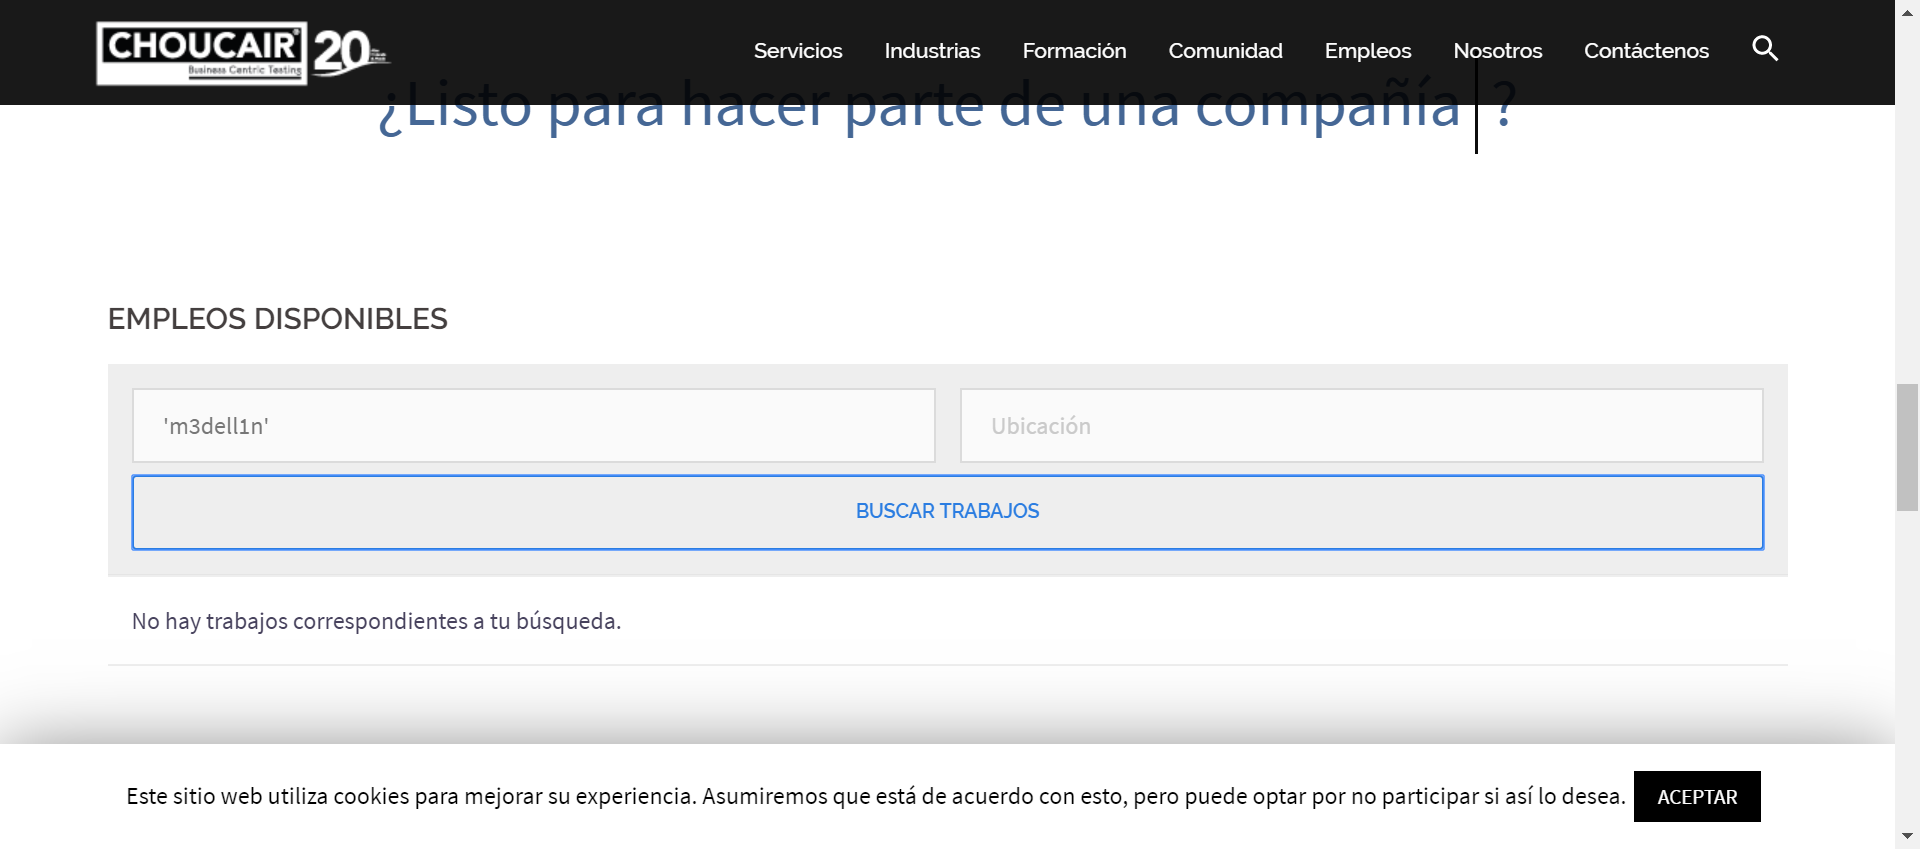 CHOUCAIR 20
Business Centric Testing
Servicios Industrias Formación Comunidad Empleos Nosotros Contáctenos
¿Listo para hacer parte de una compañía ?
EMPLEOS DISPONIBLES
'm3dell1n' Ubicación
BUSCAR TRABAJOS
No hay trabajos correspondientes a tu búsqueda.
Este sitio web utiliza cookies para mejorar su experiencia. Asumiremos que está de acuerdo con esto, pero puede optar por no participar si así lo desea. ACEPTAR